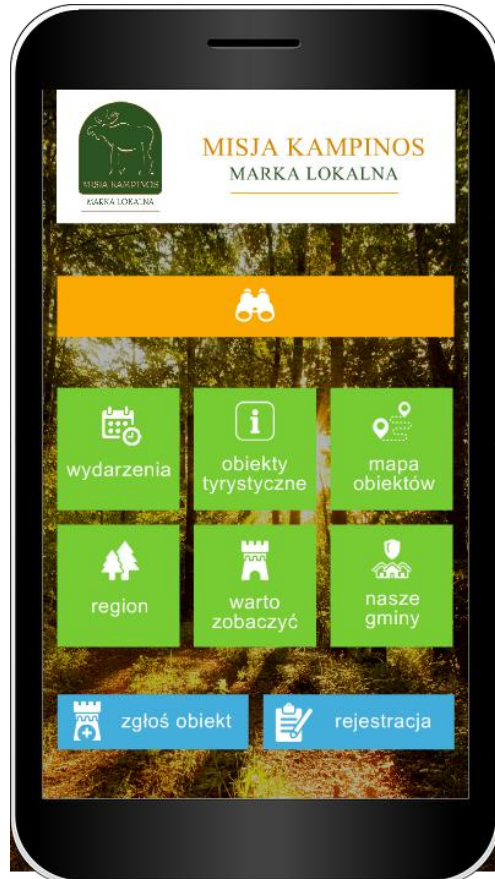 MISJA KAMPINOS
MARKA LOKALNA
MISJA KAMPINOS
MARKA LOKALNA
wydarzenia
obiekty
tyrystyczne
mapa
obiektów
region
warto
zobaczyć
nasze
gminy
zgłoś obiekt
rejestracja